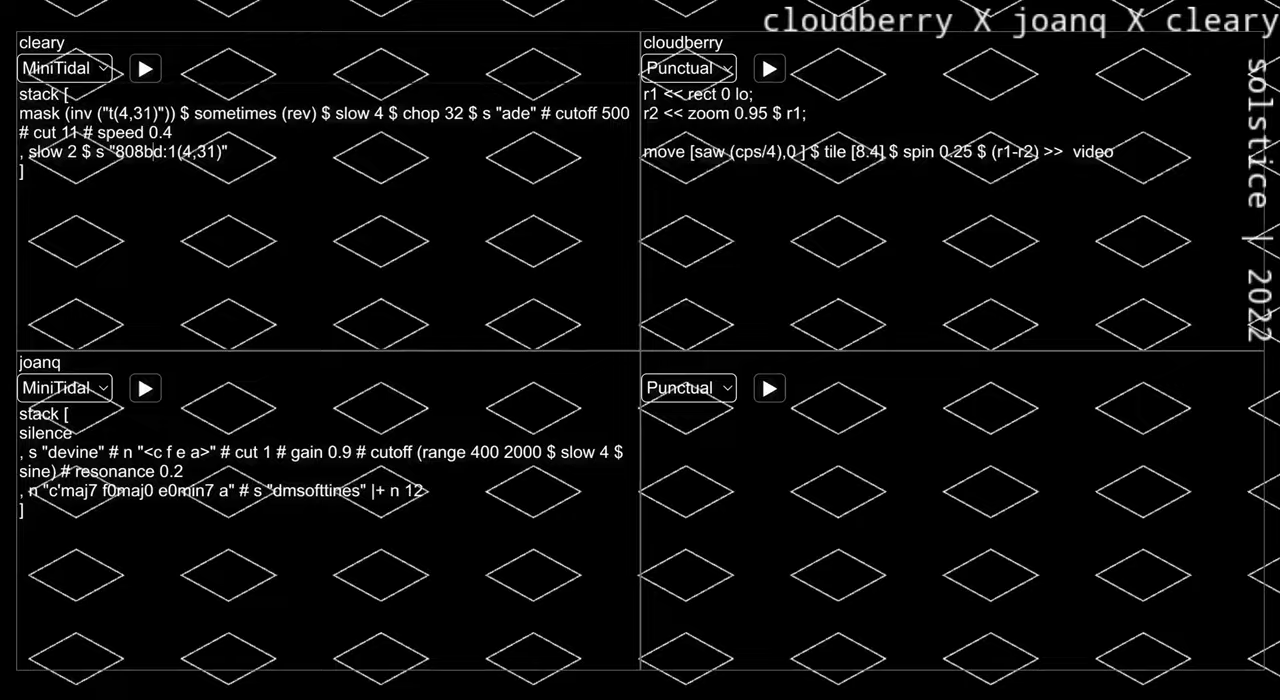 cloudberry X joanq X cleary
solstice | 2022
cleary
MiniTidal
stack [
mask (inv ("t(4,31)")) $ sometimes (rev) $ slow 4 $ chop 32 $ s "ade" # cutoff 500
# cut 11 # speed 0.4
, slow 2 $ s "808bd:1(4,31)"
]
cloudberry
Punctual
r1 << rect 0 lo;
r2 << zoom 0.95 $ r1;
move [saw (cps/4),0 ] $ tile [8.4] $ spin 0.25 $ (r1-r2) >> video
joanq
MiniTidal
stack [
silence
, s "devine" # n "<c f e a>" # cut 1 # gain 0.9 # cutoff (range 400 2000 $ slow 4 $
sine) # resonance 0.2
, n "c'maj7 f0maj0 e0min7 a" # s "dmsofttines" |+ n 12
]
Punctual